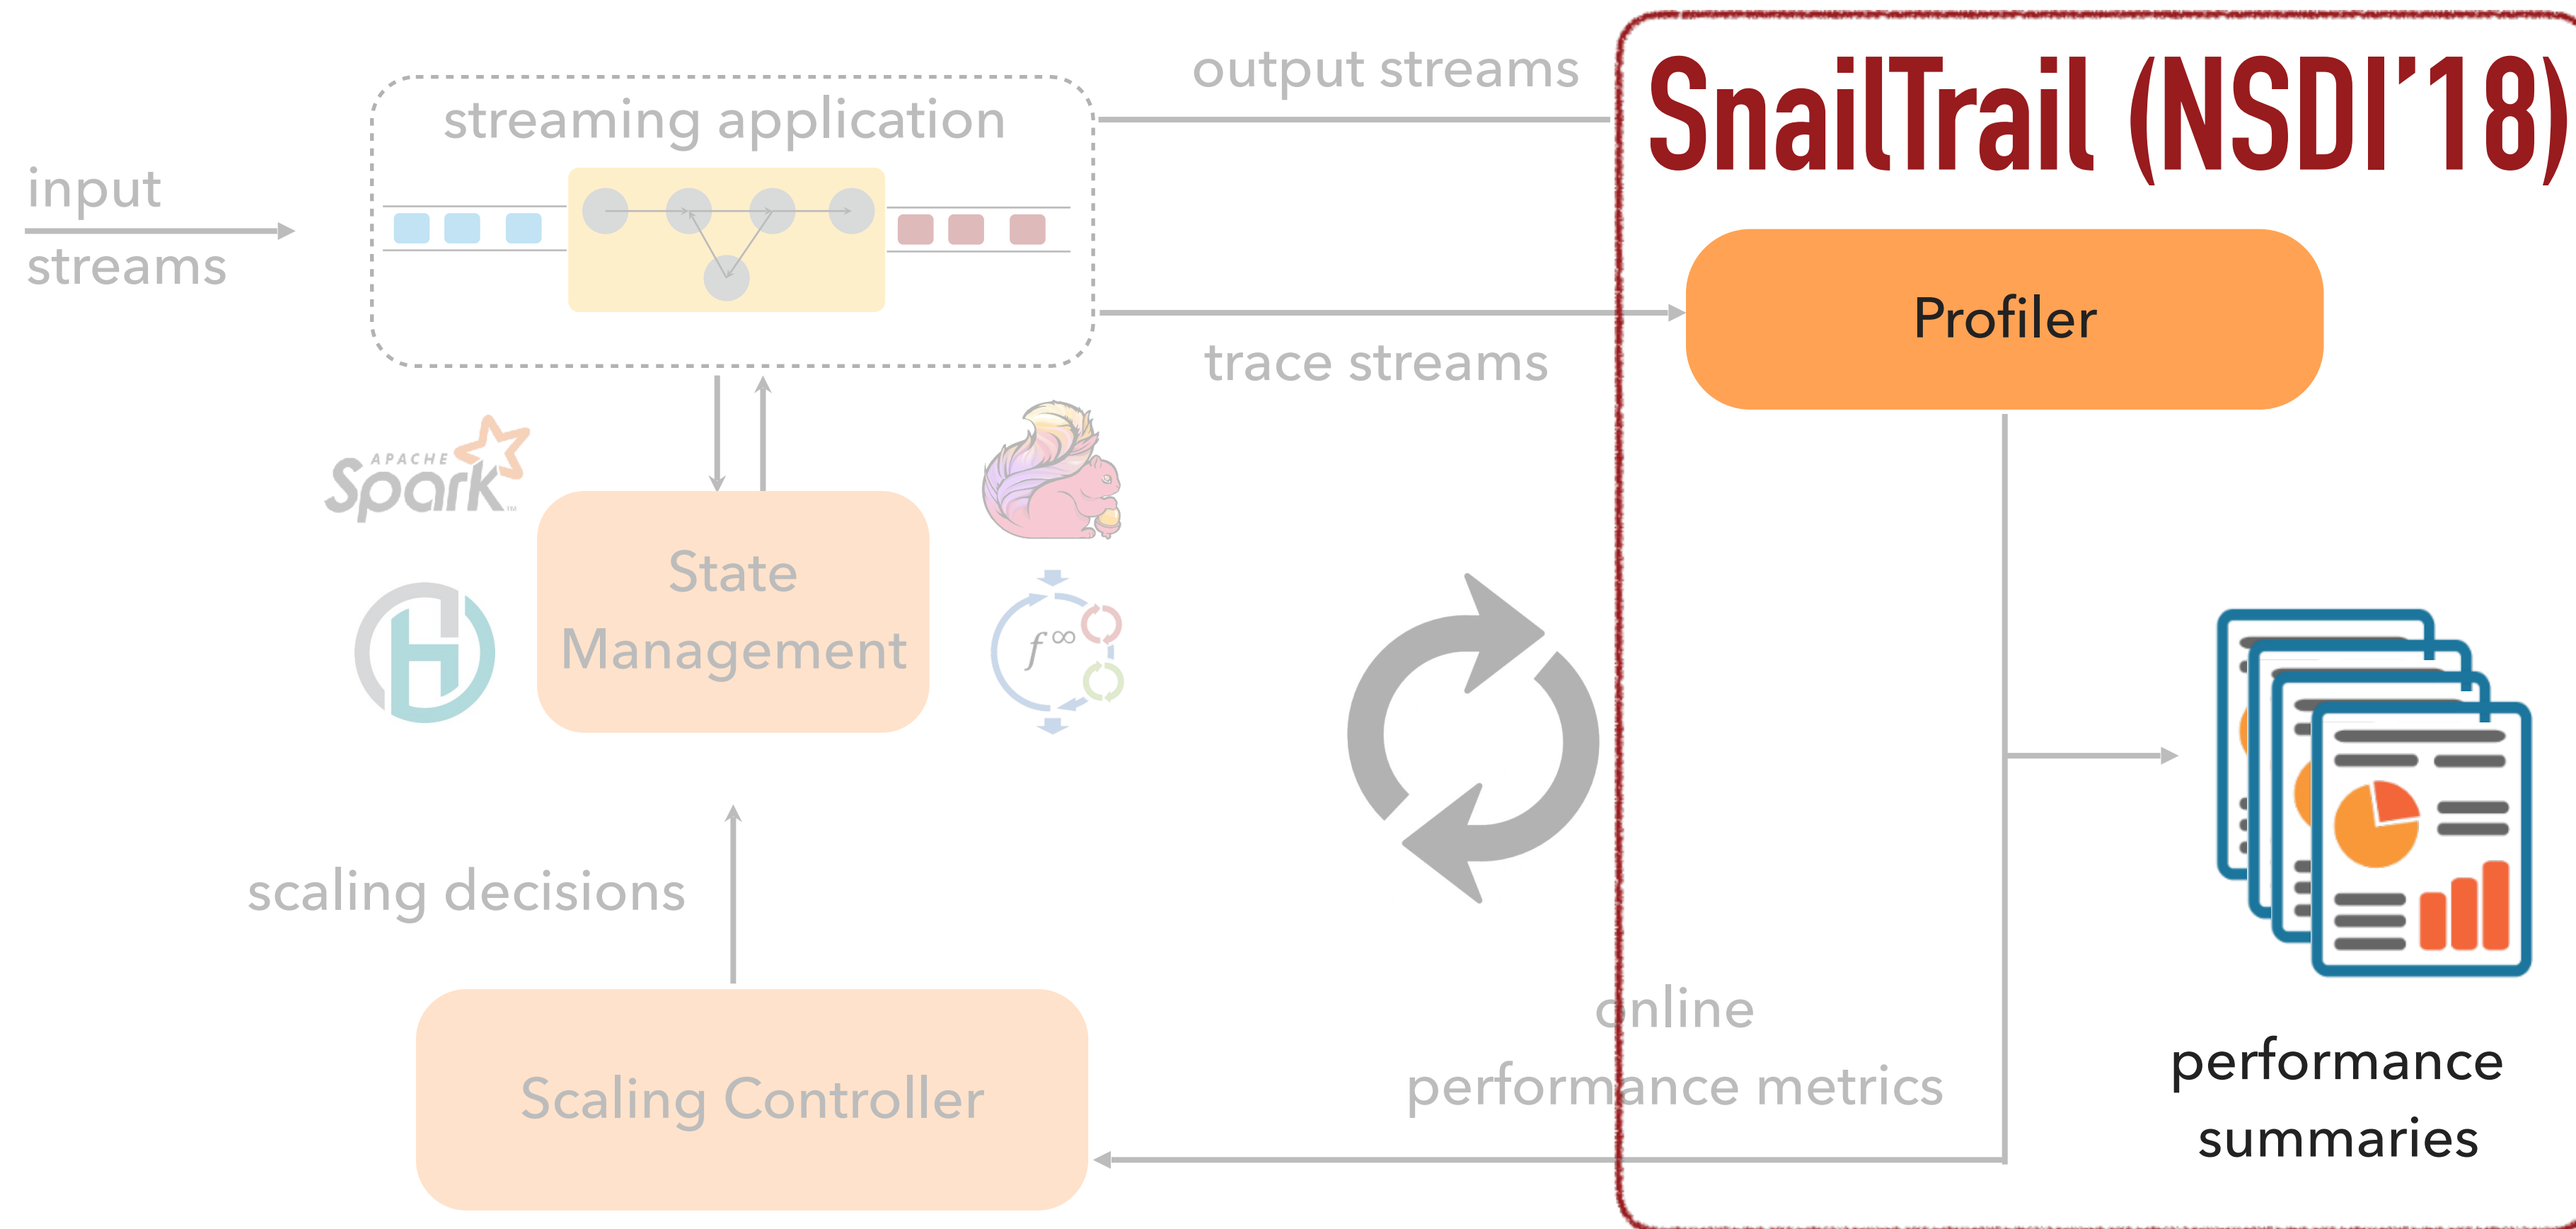 output streams
SnailTrail (NSDI’18)
streaming application
input
streams
Profiler
trace streams
APACHE
Spark
TM
State
Management
f∞
scaling decisions
online
performance metrics
Scaling Controller
performance
summaries